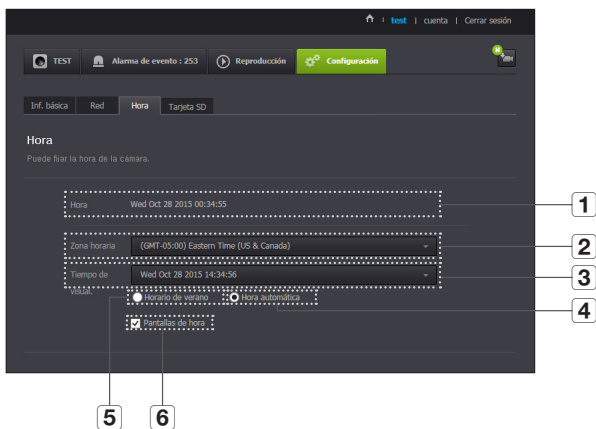 test | cuenta | Cerrar sesión
TEST
Alarma de evento : 253
Reproducción
Configuración
N
Inf. básica
Red
Hora
Tarjeta SD
Hora
Puede fijar la hora de la cámara.
Hora Wed Oct 28 2015 00:34:55
1
Zona horaria (GMT-05:00) Eastern Time (US & Canada)
2
Tiempo de visual. Wed Oct 28 2015 14:34:56
3
Horario de verano Hora automática
4
Pantallas de hora
5 6